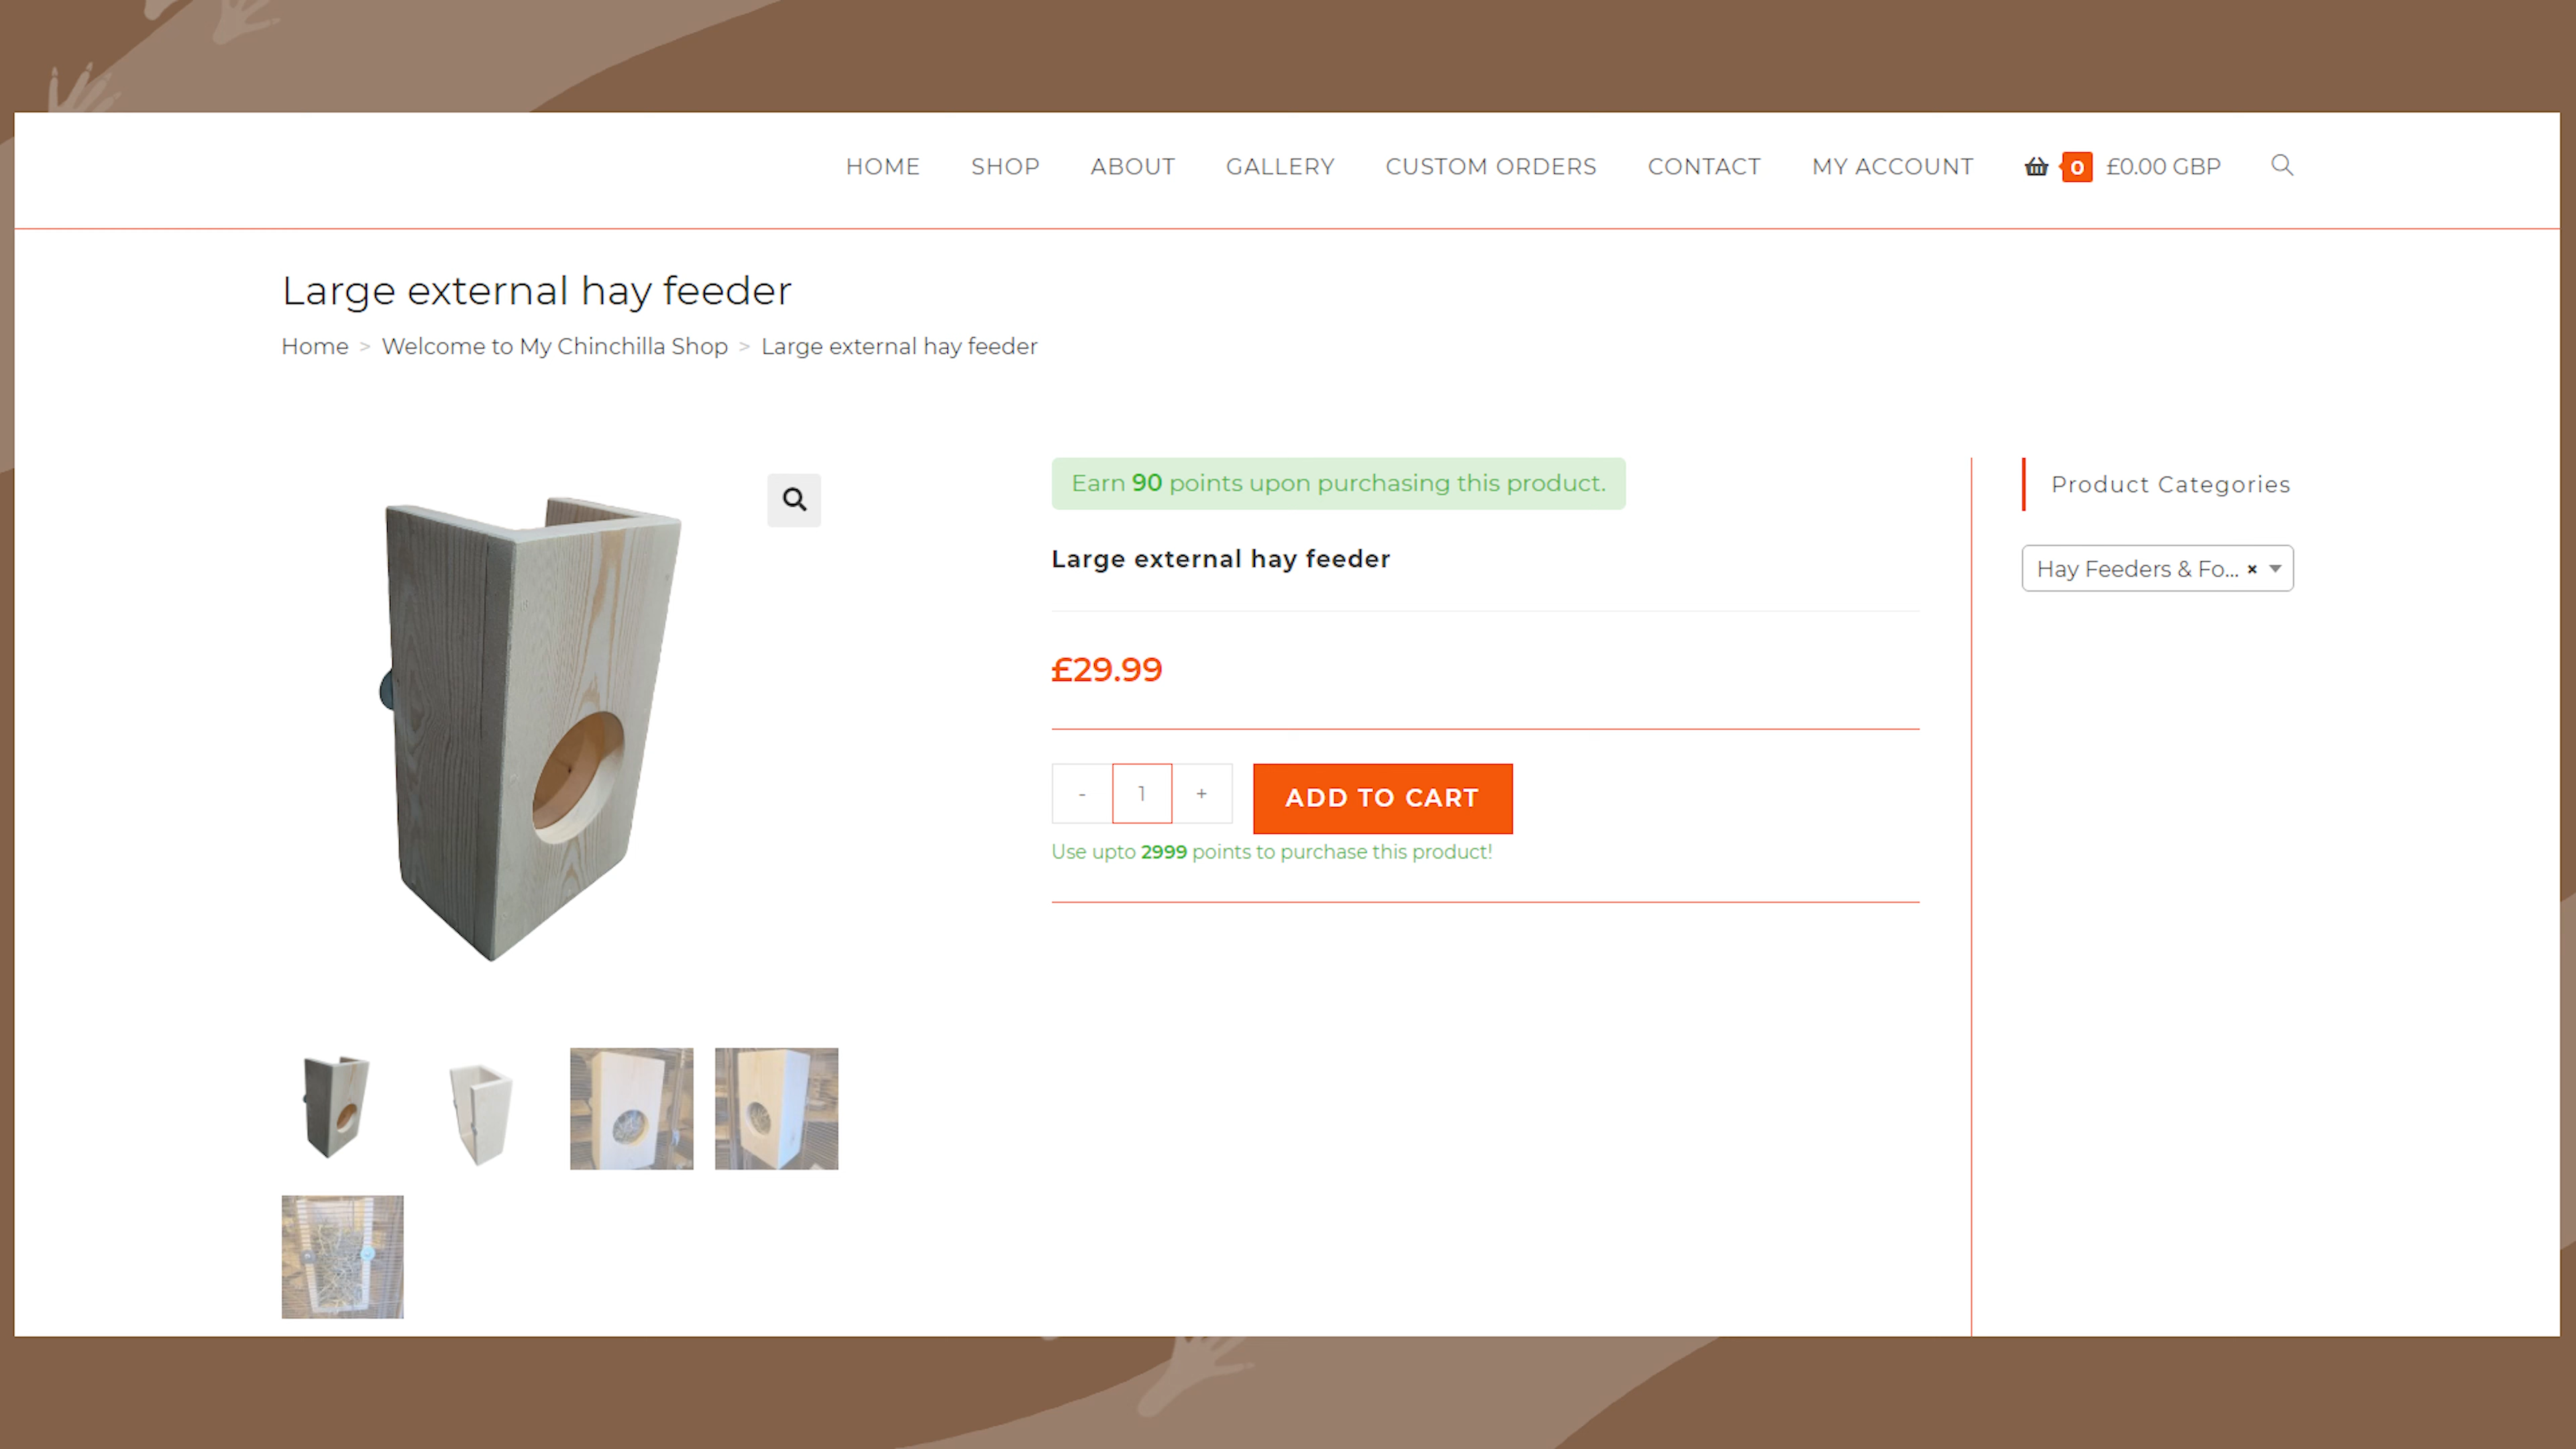 HOME SHOP ABOUT GALLERY CUSTOM ORDERS CONTACT MY ACCOUNT 0 £0.00 GBP
Large external hay feeder
Home > Welcome to My Chinchilla Shop > Large external hay feeder
Earn 90 points upon purchasing this product.
Large external hay feeder
£29.99
- 1 + ADD TO CART
Use upto 2999 points to purchase this product!
Product Categories
Hay Feeders & Fo... ×